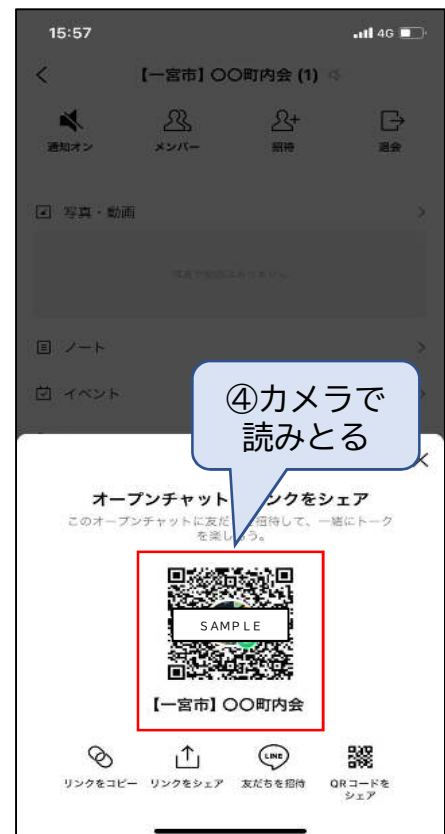 15:57
4G
【一宮市】〇〇町内会 (1)
通知オン
メンバー
招待
退会
写真・動画
ノート
イベント
④カメラで
読みとる
オープンチャット
ンクをシェア
このオープンチャットに友だ
招待して、一緒にトーク
を楽し
う。
SAMPLE
【一宮市】〇〇町内会
リンクをコピー
リンクをシェア
LINE
友だちを招待
QRコードを
シェア